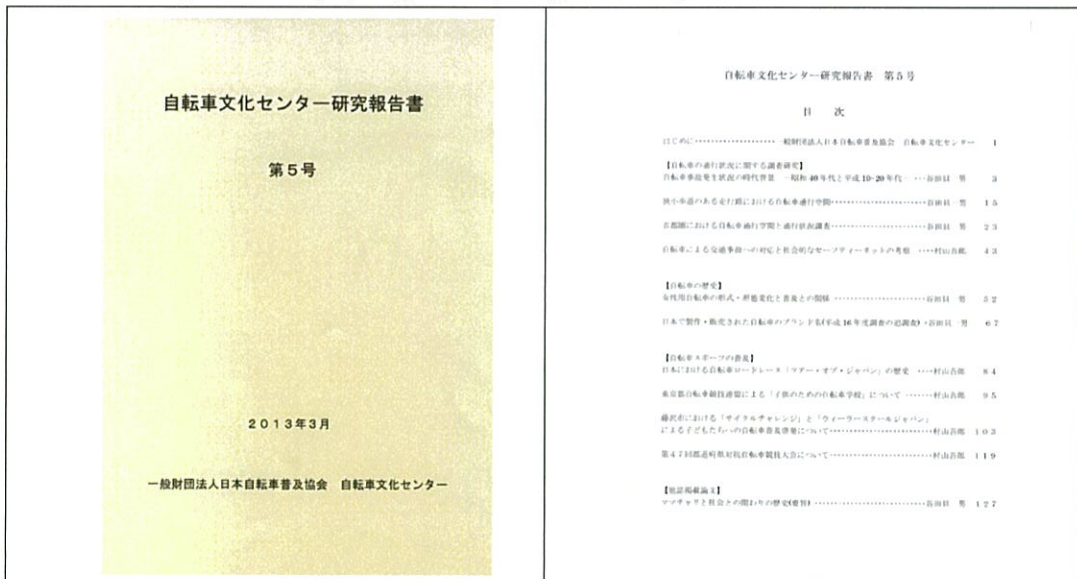 自転車文化センター研究報告書
第5号
2013年3月
一般財団法人日本自転車普及協会 自転車文化センター
自転車文化センター研究報告書 第5号
目 次
はじめに…………………一般財団法人日本自転車普及協会 自転車文化センター 1
【自転車の通行状況に関する調査研究】
自転車事故発生状況の時代背景 ―昭和40年代と平成10-20年代― …谷田貝一男 3
狭小歩道のある走行路における自転車通行空間………………………谷田貝一男 15
首都圏における自転車通行空間と通行状況調査………………………谷田貝一男 23
自転車による交通事故への対応と社会的なセーフティーネットの考察 ……村山吾郎 43
【自転車の歴史】
女性用自転車の形式・形態変化と普及との関係 ………………………谷田貝一男 52
日本で製作・販売された自転車のブランド名(平成16年度調査の追調査)・谷田貝一男 67
【自転車スポーツの普及】
日本における自転車ロードレース「ツアー・オブ・ジャパン」の歴史 ……村山吾郎 84
東京都自転車競技連盟による「子供のための自転車学校」について ………村山吾郎 95
藤沢市における「サイクルチャレンジ」と「ウィーラースクールジャパン」
による子どもたちへの自転車普及啓発について………………………村山吾郎 103
第47回都道府県対抗自転車競技大会について…………………………村山吾郎 119
【他誌掲載論文】
ママチャリと社会との関わりの歴史(要旨)……………………………谷田貝一男 127